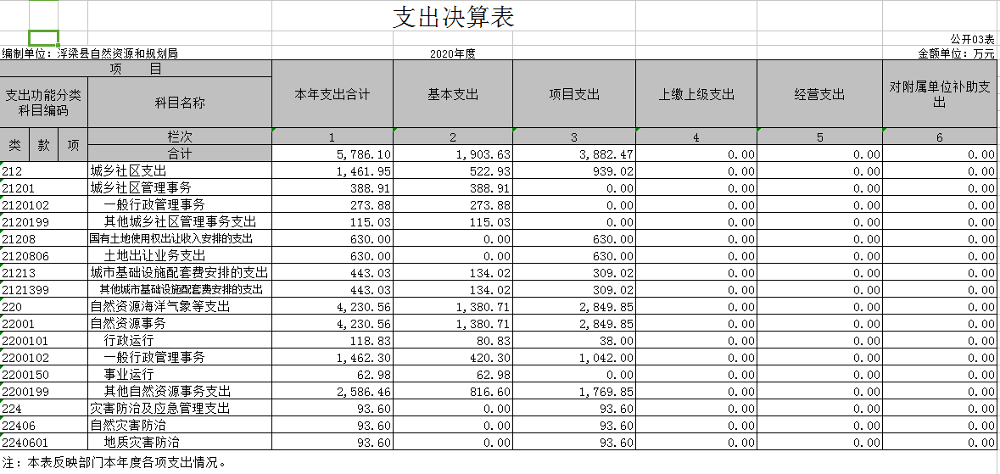 支出决算表
公开03表
编制单位：浮梁县自然资源和规划局 2020年度 金额单位：万元
项 目 本年支出合计 基本支出 项目支出 上缴上级支出 经营支出 对附属单位补助支出
支出功能分类科目编码 科目名称
类 款 项 栏次 1 2 3 4 5 6
合计 5,786.10 1,903.63 3,882.47 0.00 0.00 0.00
212 城乡社区支出 1,461.95 522.93 939.02 0.00 0.00 0.00
21201 城乡社区管理事务 388.91 388.91 0.00 0.00 0.00 0.00
2120102 一般行政管理事务 273.88 273.88 0.00 0.00 0.00 0.00
2120199 其他城乡社区管理事务支出 115.03 115.03 0.00 0.00 0.00 0.00
21208 国有土地使用权出让收入安排的支出 630.00 0.00 630.00 0.00 0.00 0.00
2120806 土地出让业务支出 630.00 0.00 630.00 0.00 0.00 0.00
21213 城市基础设施配套费安排的支出 443.03 134.02 309.02 0.00 0.00 0.00
2121399 其他城市基础设施配套费安排的支出 443.03 134.02 309.02 0.00 0.00 0.00
220 自然资源海洋气象等支出 4,230.56 1,380.71 2,849.85 0.00 0.00 0.00
22001 自然资源事务 4,230.56 1,380.71 2,849.85 0.00 0.00 0.00
2200101 行政运行 118.83 80.83 38.00 0.00 0.00 0.00
2200102 一般行政管理事务 1,462.30 420.30 1,042.00 0.00 0.00 0.00
2200150 事业运行 62.98 62.98 0.00 0.00 0.00 0.00
2200199 其他自然资源事务支出 2,586.46 816.60 1,769.85 0.00 0.00 0.00
224 灾害防治及应急管理支出 93.60 0.00 93.60 0.00 0.00 0.00
22406 自然灾害防治 93.60 0.00 93.60 0.00 0.00 0.00
2240601 地质灾害防治 93.60 0.00 93.60 0.00 0.00 0.00
注：本表反映部门本年度各项支出情况。